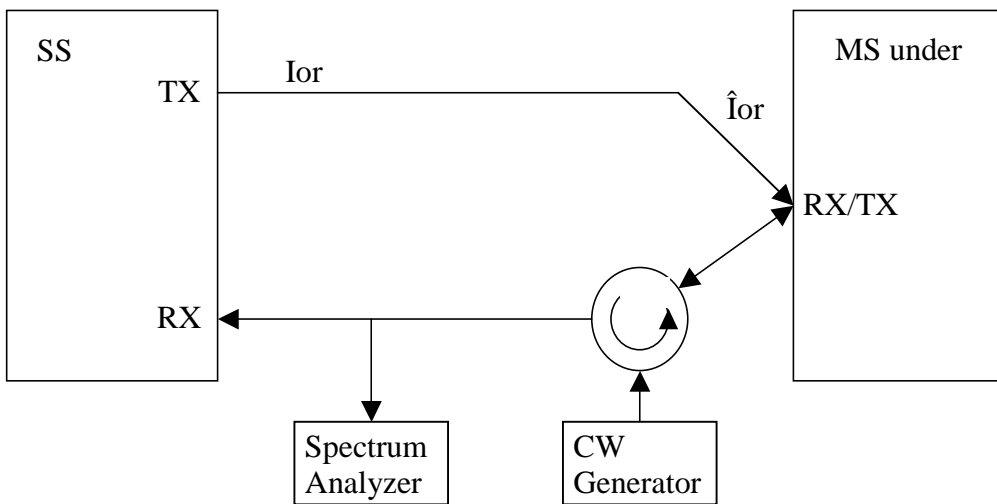 SS
MS under
TX
Ior
Îor
RX/TX
RX
Spectrum
Analyzer
CW
Generator